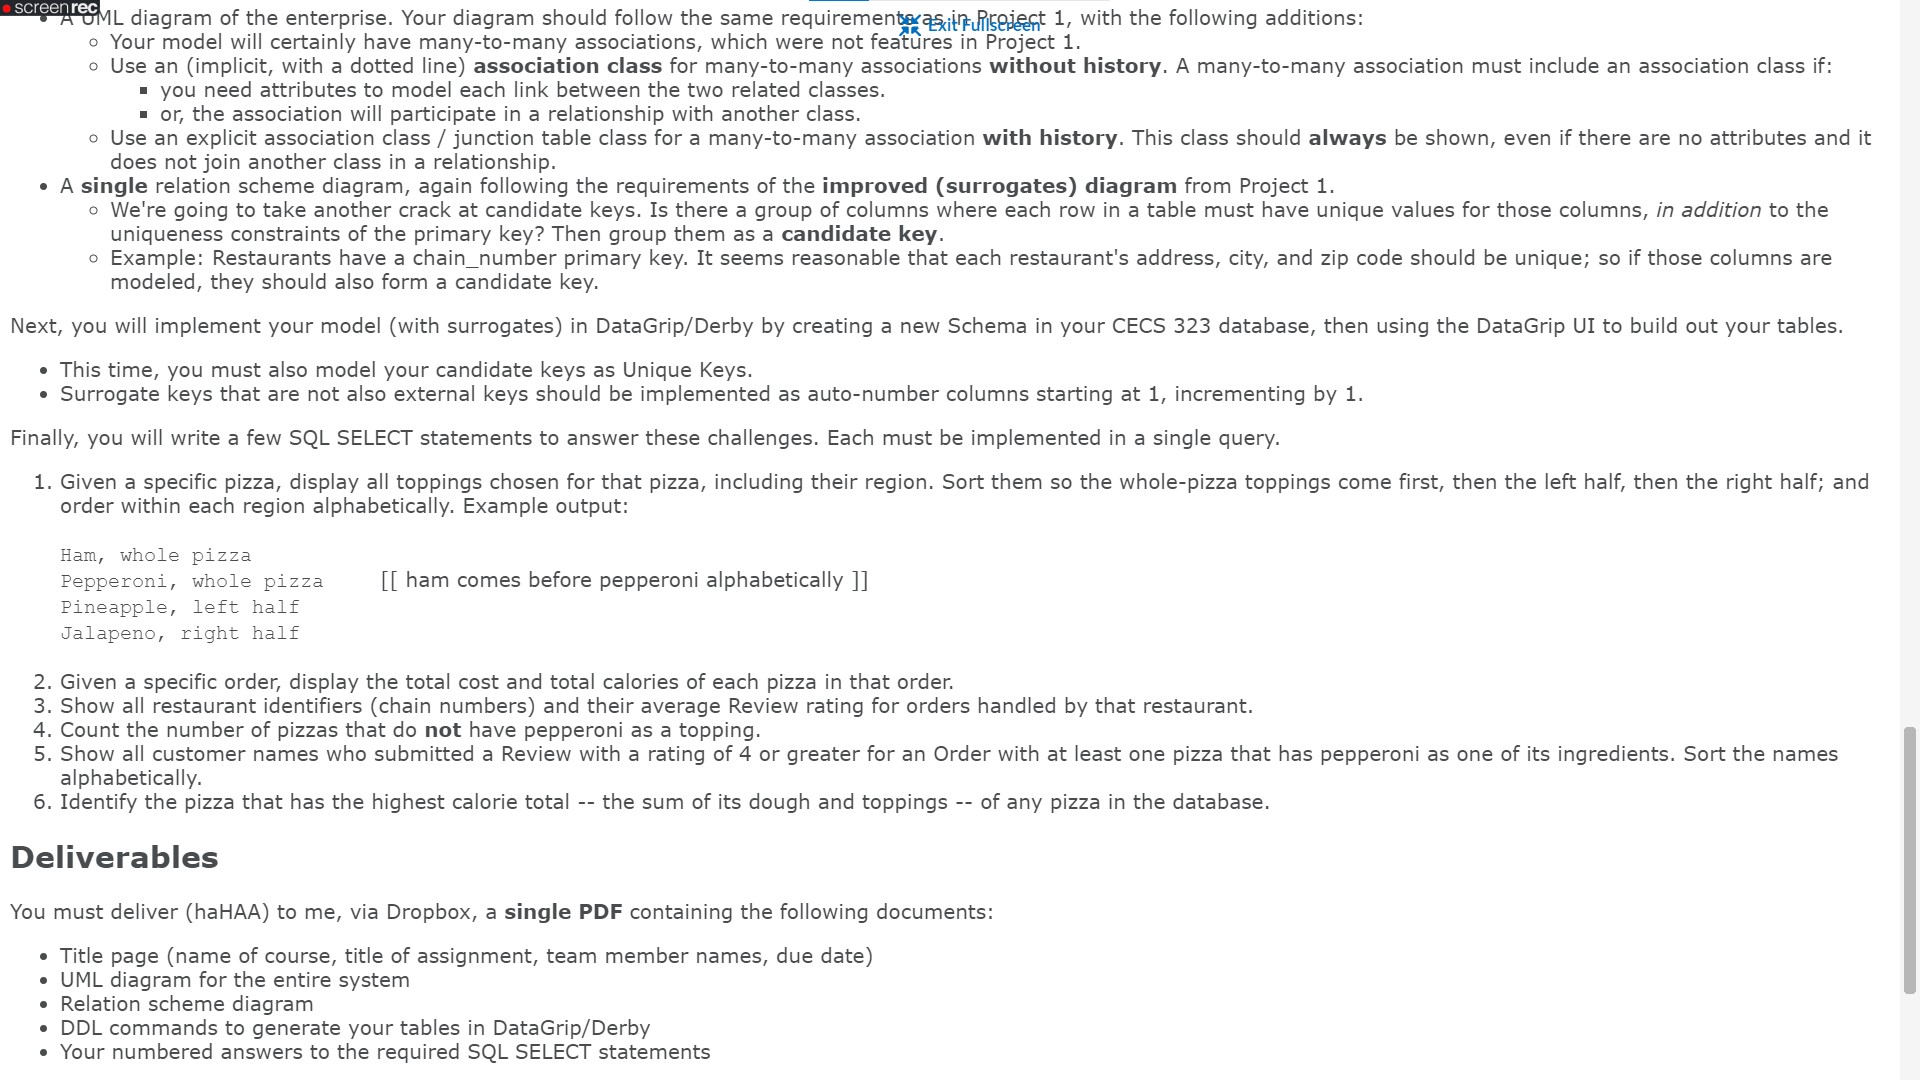 screenrec
A UML diagram of the enterprise. Your diagram should follow the same requirements as in Project 1, with the following additions:
Exit Fullscreen
Your model will certainly have many-to-many associations, which were not features in Project 1.
Use an (implicit, with a dotted line) association class for many-to-many associations without history. A many-to-many association must include an association class if:
you need attributes to model each link between the two related classes.
or, the association will participate in a relationship with another class.
Use an explicit association class / junction table class for a many-to-many association with history. This class should always be shown, even if there are no attributes and it
does not join another class in a relationship.
A single relation scheme diagram, again following the requirements of the improved (surrogates) diagram from Project 1.
We're going to take another crack at candidate keys. Is there a group of columns where each row in a table must have unique values for those columns, in addition to the
uniqueness constraints of the primary key? Then group them as a candidate key.
Example: Restaurants have a chain_number primary key. It seems reasonable that each restaurant's address, city, and zip code should be unique; so if those columns are
modeled, they should also form a candidate key.
Next, you will implement your model (with surrogates) in DataGrip/Derby by creating a new Schema in your CECS 323 database, then using the DataGrip UI to build out your tables.
This time, you must also model your candidate keys as Unique Keys.
Surrogate keys that are not also external keys should be implemented as auto-number columns starting at 1, incrementing by 1.
Finally, you will write a few SQL SELECT statements to answer these challenges. Each must be implemented in a single query.
1. Given a specific pizza, display all toppings chosen for that pizza, including their region. Sort them so the whole-pizza toppings come first, then the left half, then the right half; and
order within each region alphabetically. Example output:
Ham, whole pizza
Pepperoni, whole pizza [[ ham comes before pepperoni alphabetically ]]
Pineapple, left half
Jalapeno, right half
2. Given a specific order, display the total cost and total calories of each pizza in that order.
3. Show all restaurant identifiers (chain numbers) and their average Review rating for orders handled by that restaurant.
4. Count the number of pizzas that do not have pepperoni as a topping.
5. Show all customer names who submitted a Review with a rating of 4 or greater for an Order with at least one pizza that has pepperoni as one of its ingredients. Sort the names
alphabetically.
6. Identify the pizza that has the highest calorie total -- the sum of its dough and toppings -- of any pizza in the database.
Deliverables
You must deliver (haHAA) to me, via Dropbox, a single PDF containing the following documents:
Title page (name of course, title of assignment, team member names, due date)
UML diagram for the entire system
Relation scheme diagram
DDL commands to generate your tables in DataGrip/Derby
Your numbered answers to the required SQL SELECT statements